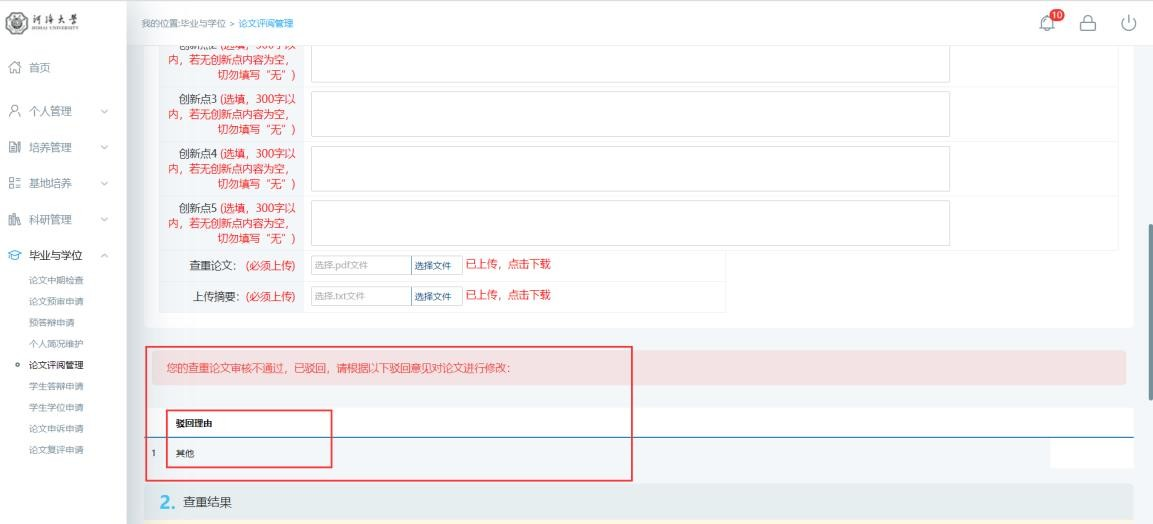 河海大学
HOHAI UNIVERSITY
我的位置:毕业与学位 > 论文评阅管理
10
首页
个人管理
培养管理
基地培养
科研管理
毕业与学位
论文中期检查
论文预审申请
预答辩申请
个人简况维护
论文评阅管理
学生答辩申请
学生学位申请
论文申诉申请
论文复评申请
创新点2 (选填，300字以
内，若无创新点内容为空，
切勿填写“无”)
创新点3 (选填，300字以
内，若无创新点内容为空，
切勿填写“无”)
创新点4 (选填，300字以
内，若无创新点内容为空，
切勿填写“无”)
创新点5 (选填，300字以
内，若无创新点内容为空，
切勿填写“无”)
查重论文：(必须上传) 选择.pdf文件 选择文件 已上传，点击下载
上传摘要：(必须上传) 选择.txt文件 选择文件 已上传，点击下载
您的查重论文审核不通过，已驳回，请根据以下驳回意见对论文进行修改：
驳回理由
1 其他
2. 查重结果